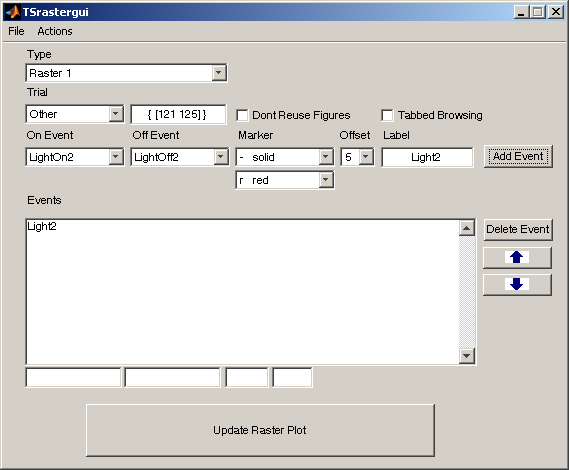 TSrastergui
File Actions
Type
Raster 1
Trial
Other { [121 125] } Dont Reuse Figures Tabbed Browsing
On Event Off Event Marker Offset Label
LightOn2 LightOff2 - solid 5 Light2 Add Event
r red
Events
Light2
Delete Event
Update Raster Plot